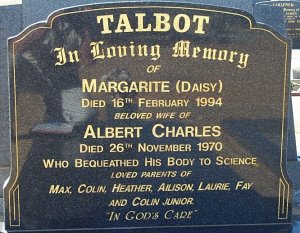 TALBOT
In Loving Memory
OF
MARGARITE (DAISY)
DIED 16TH FEBRUARY 1994
BELOVED WIFE OF
ALBERT CHARLES
DIED 26TH NOVEMBER 1970
WHO BEQUEATHED HIS BODY TO SCIENCE
LOVED PARENTS OF
MAX, COLIN, HEATHER, ALISON, LAURIE, FAY
AND COLIN JUNIOR.
"IN GOD'S CARE"